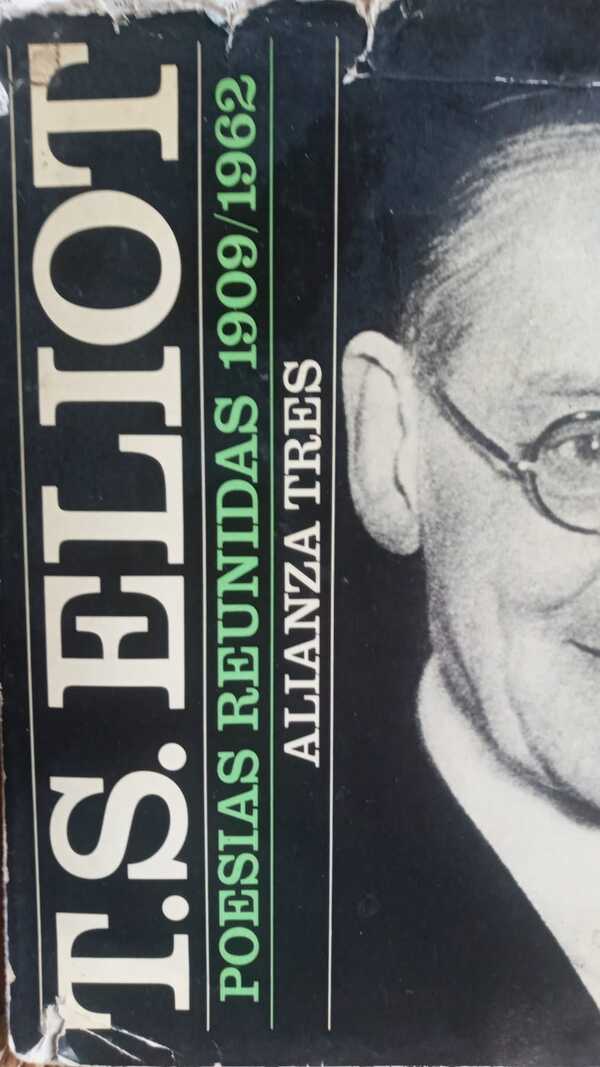 T.S. ELIOT
POESIAS REUNIDAS 1909/1962
ALIANZA TRES